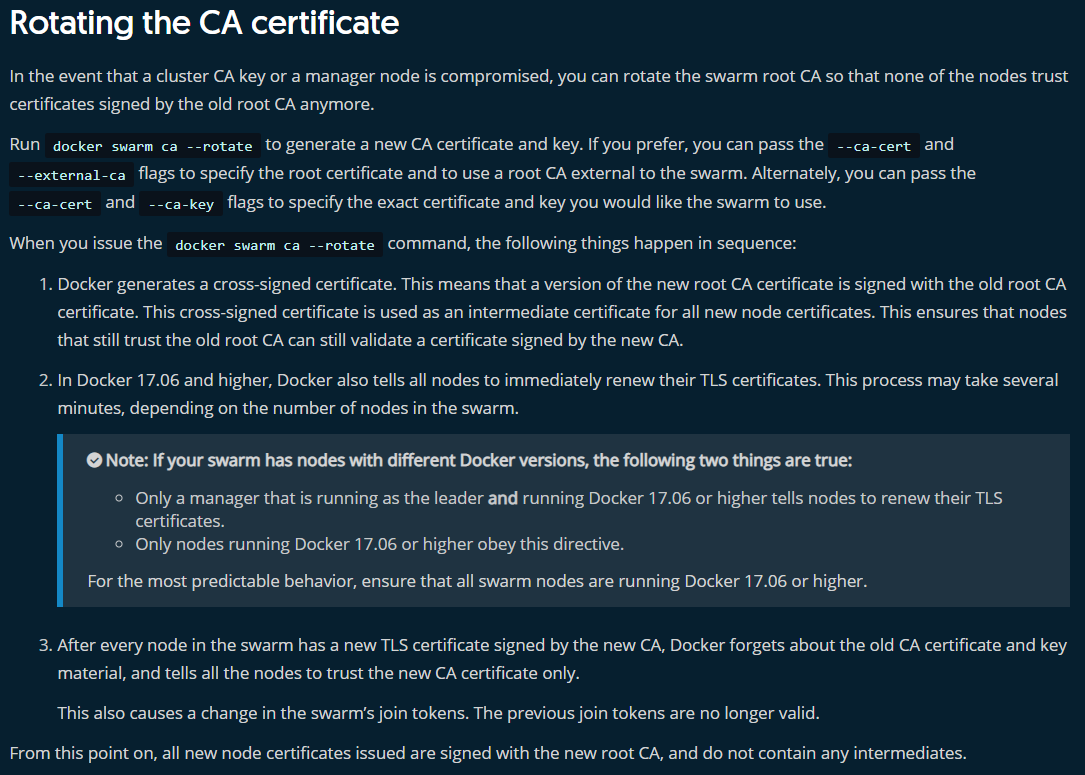 Rotating the CA certificate
In the event that a cluster CA key or a manager node is compromised, you can rotate the swarm root CA so that none of the nodes trust
certificates signed by the old root CA anymore.
Run docker swarm ca --rotate to generate a new CA certificate and key. If you prefer, you can pass the --ca-cert and
--external-ca flags to specify the root certificate and to use a root CA external to the swarm. Alternately, you can pass the
--ca-cert and --ca-key flags to specify the exact certificate and key you would like the swarm to use.
When you issue the docker swarm ca --rotate command, the following things happen in sequence:
1. Docker generates a cross-signed certificate. This means that a version of the new root CA certificate is signed with the old root CA
certificate. This cross-signed certificate is used as an intermediate certificate for all new node certificates. This ensures that nodes
that still trust the old root CA can still validate a certificate signed by the new CA.
2. In Docker 17.06 and higher, Docker also tells all nodes to immediately renew their TLS certificates. This process may take several
minutes, depending on the number of nodes in the swarm.
Note: If your swarm has nodes with different Docker versions, the following two things are true:
○ Only a manager that is running as the leader and running Docker 17.06 or higher tells nodes to renew their TLS
certificates.
○ Only nodes running Docker 17.06 or higher obey this directive.
For the most predictable behavior, ensure that all swarm nodes are running Docker 17.06 or higher.
3. After every node in the swarm has a new TLS certificate signed by the new CA, Docker forgets about the old CA certificate and key
material, and tells all the nodes to trust the new CA certificate only.
This also causes a change in the swarm’s join tokens. The previous join tokens are no longer valid.
From this point on, all new node certificates issued are signed with the new root CA, and do not contain any intermediates.